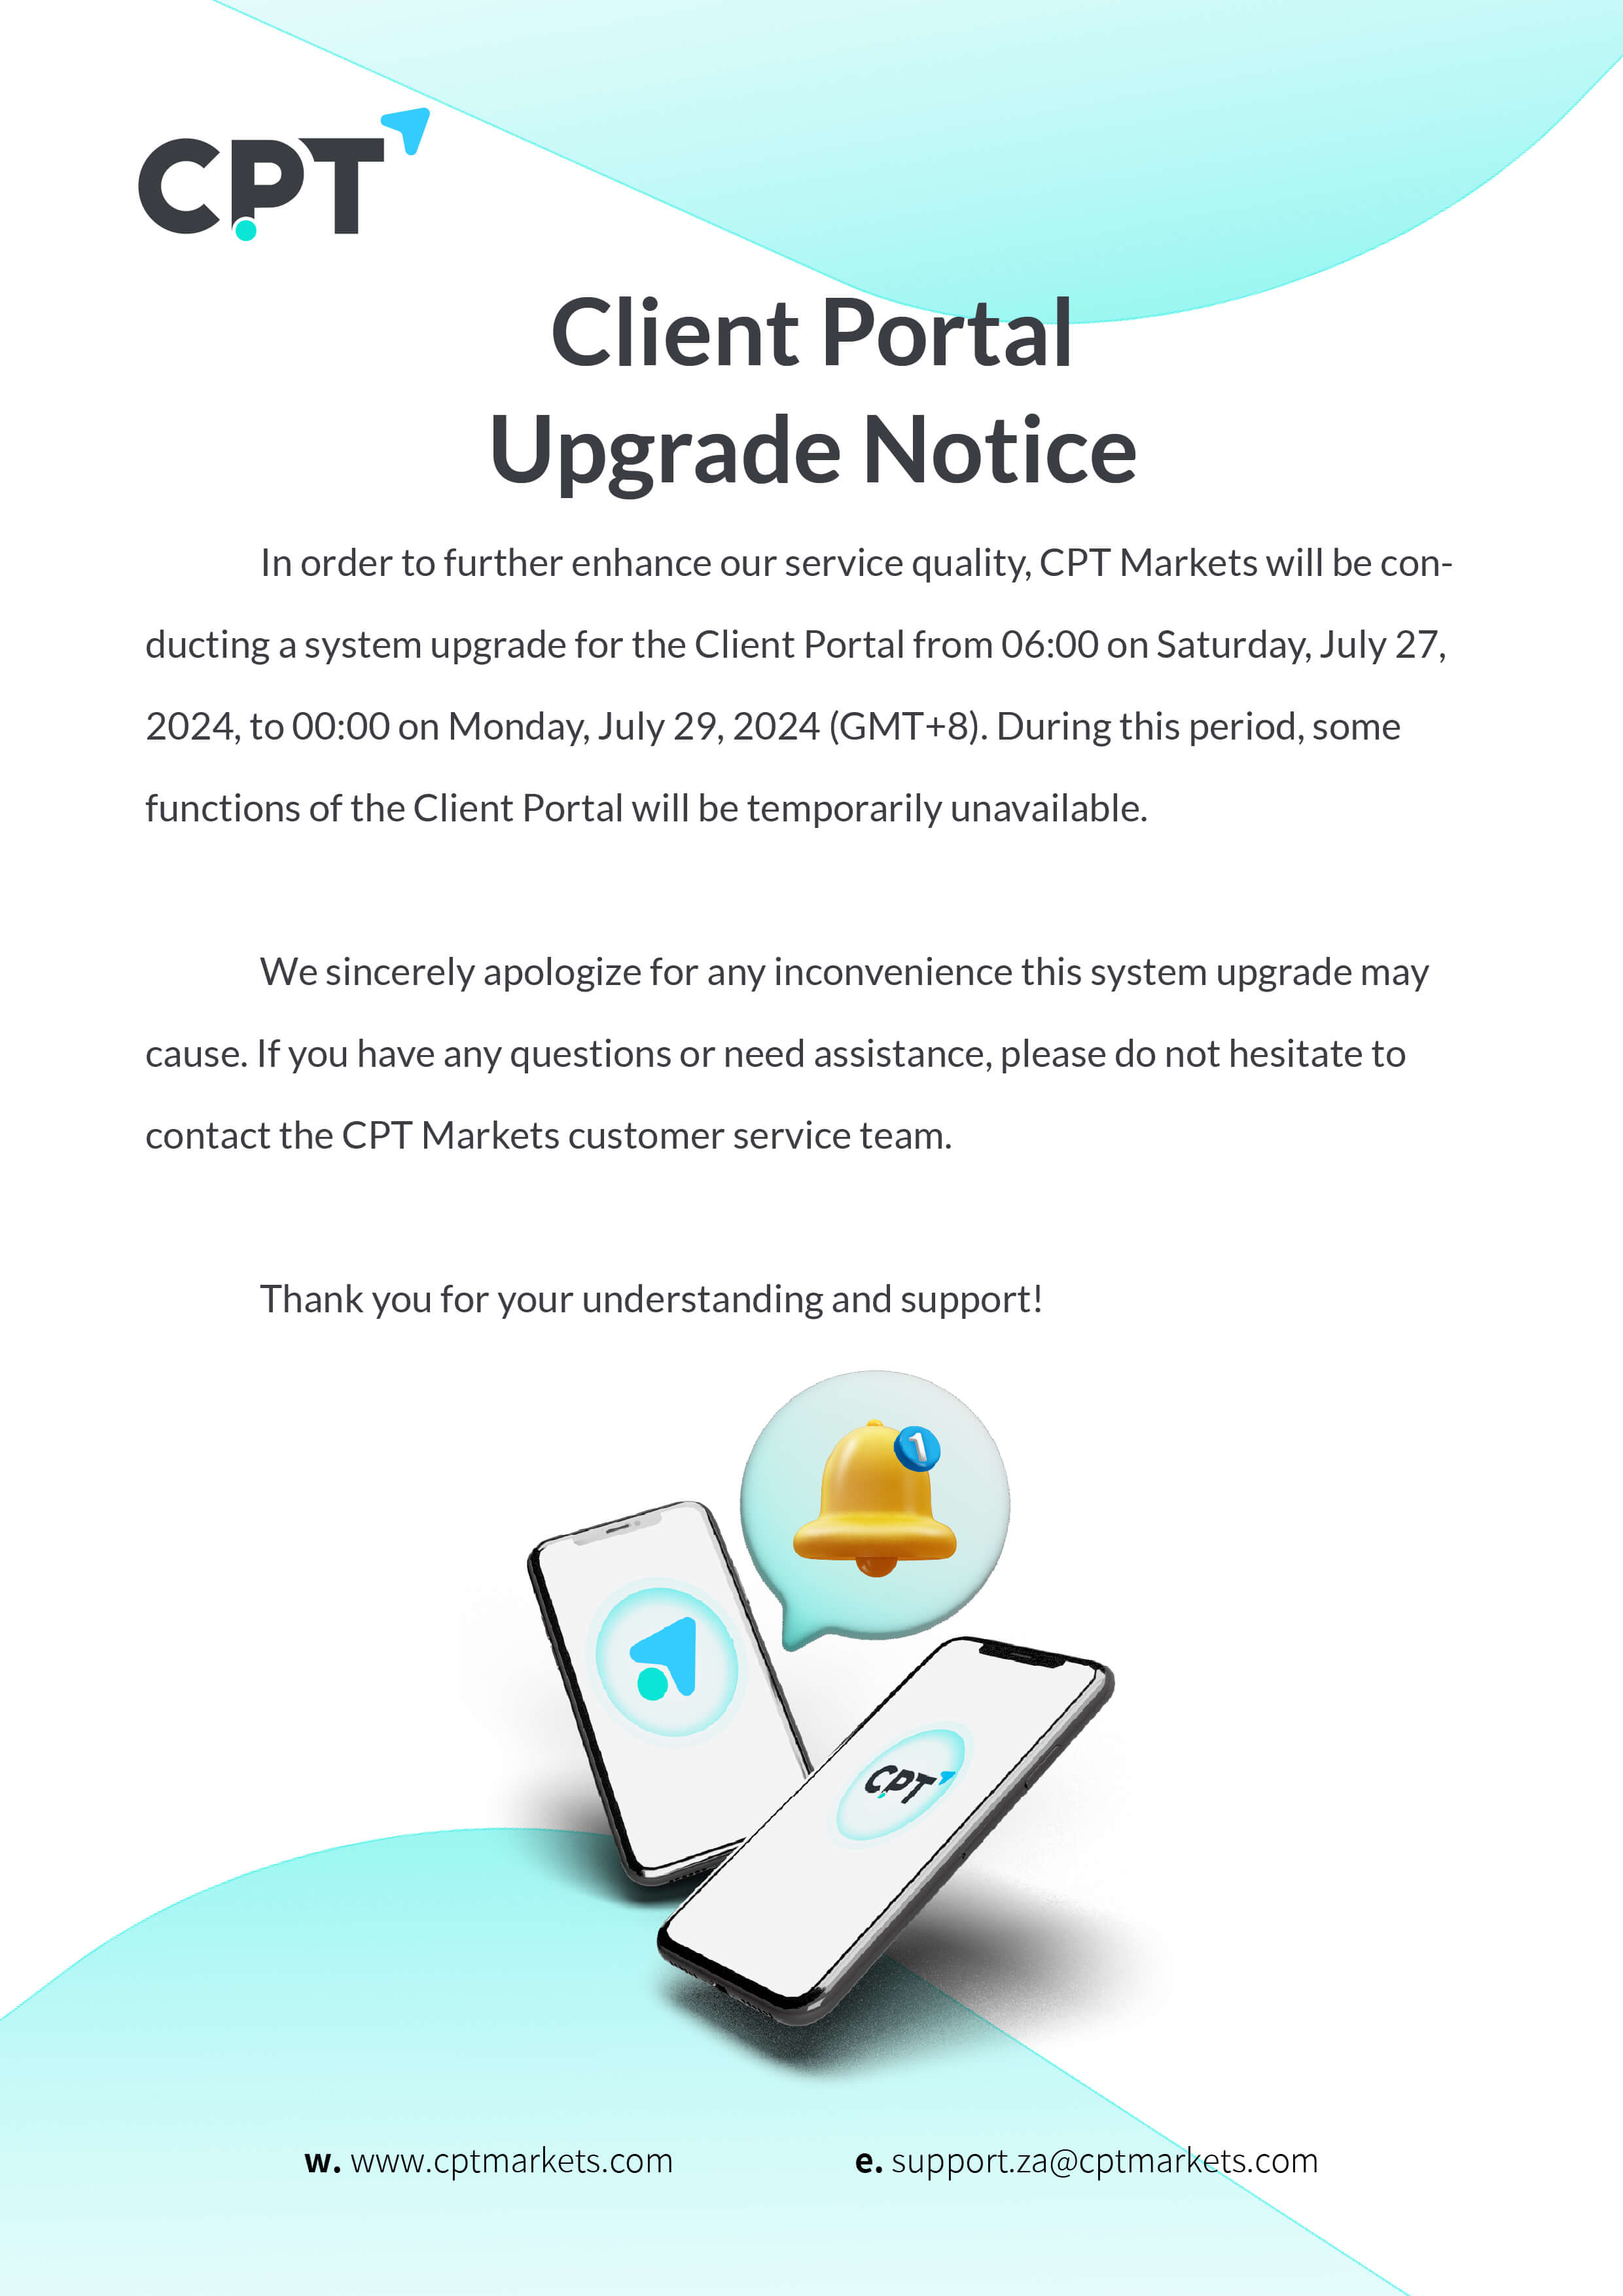 CPT
Client Portal
Upgrade Notice
In order to further enhance our service quality, CPT Markets will be con-
ducting a system upgrade for the Client Portal from 06:00 on Saturday, July 27,
2024, to 00:00 on Monday, July 29, 2024 (GMT+8). During this period, some
functions of the Client Portal will be temporarily unavailable.
We sincerely apologize for any inconvenience this system upgrade may
cause. If you have any questions or need assistance, please do not hesitate to
contact the CPT Markets customer service team.
Thank you for your understanding and support!
1
CPT
w. www.cptmarkets.com
e. support.za@cptmarkets.com